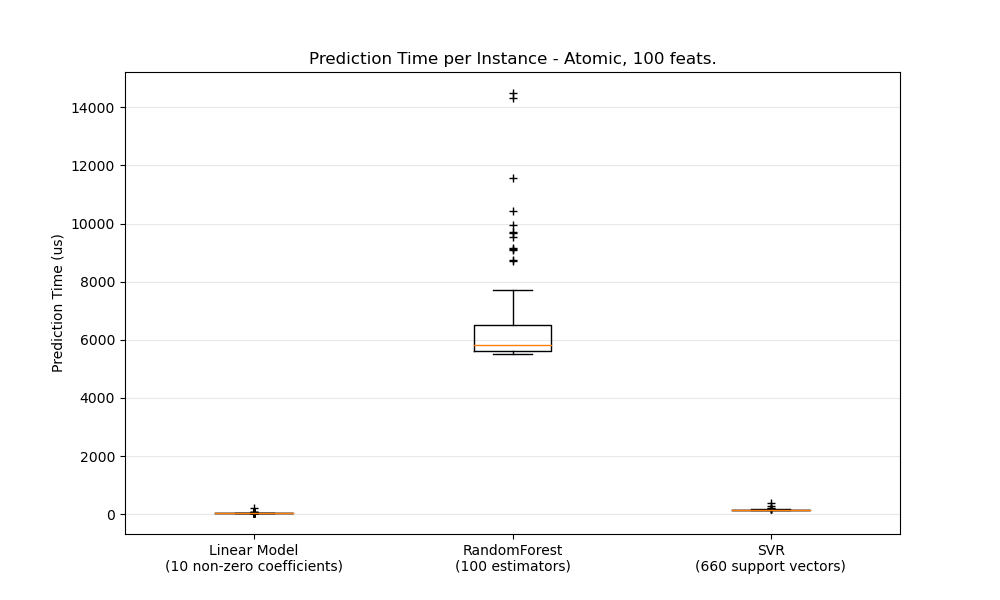 Prediction Time per Instance - Atomic, 100 feats.
Prediction Time (us)
14000
12000
10000
8000
6000
4000
2000
0
Linear Model
(10 non-zero coefficients)
RandomForest
(100 estimators)
SVR
(660 support vectors)